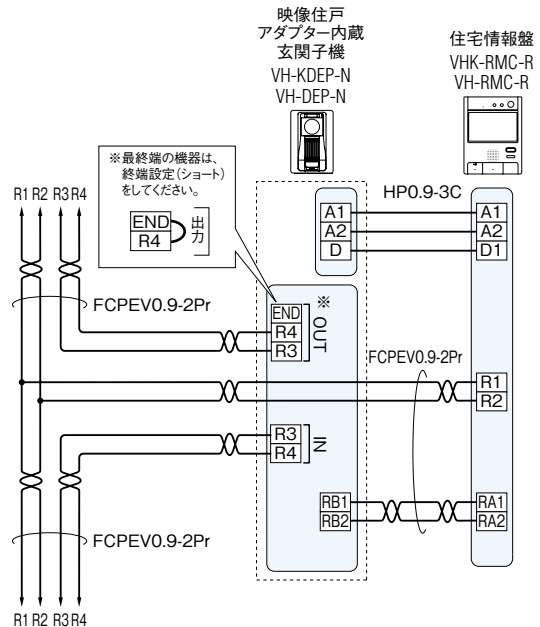 映像住戸
アダプター内蔵
玄関子機
VH-KDEP-N
VH-DEP-N
住宅情報盤
VHK-RMC-R
VH-RMC-R
※最終端の機器は、
終端設定(ショート)
をしてください。
END
R4
出力
R1 R2 R3 R4
HP0.9-3C
A1
A2
D
A1
A2
D1
FCPEV0.9-2Pr
※
END
R4
R3
OUT
FCPEV0.9-2Pr
R1
R2
R3
R4
IN
RB1
RB2
RA1
RA2
FCPEV0.9-2Pr
R1 R2 R3 R4